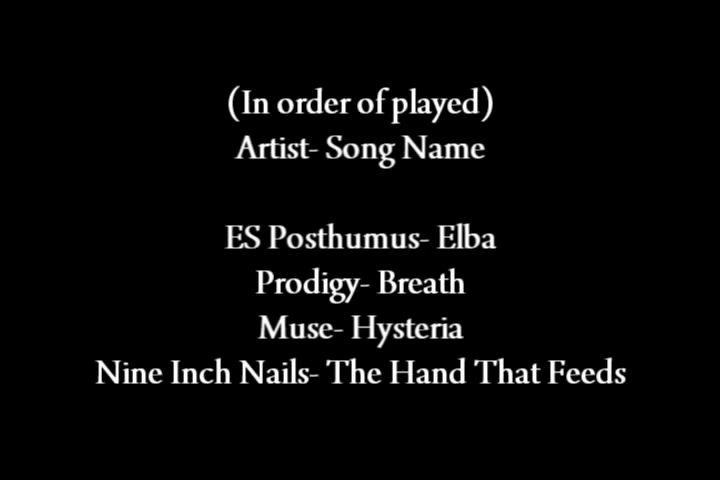 (In order of played)
Artist- Song Name
ES Posthumus- Elba
Prodigy- Breath
Muse- Hysteria
Nine Inch Nails- The Hand That Feeds